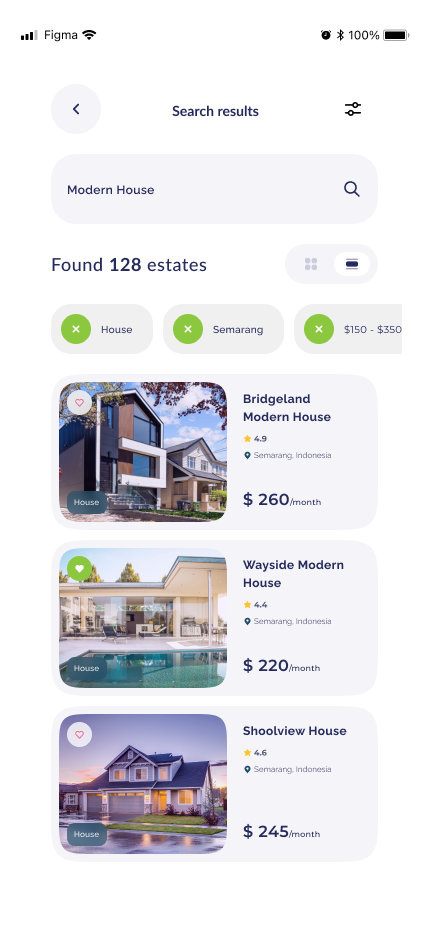 Figma 100%
Search results
Modern House
Found 128 estates
House Semarang $150 - $350
Bridgeland
Modern House
4.9
Semarang, Indonesia
House
$ 260/month
Wayside Modern
House
4.4
Semarang, Indonesia
House
$ 220/month
Shoolview House
4.6
Semarang, Indonesia
House
$ 245/month